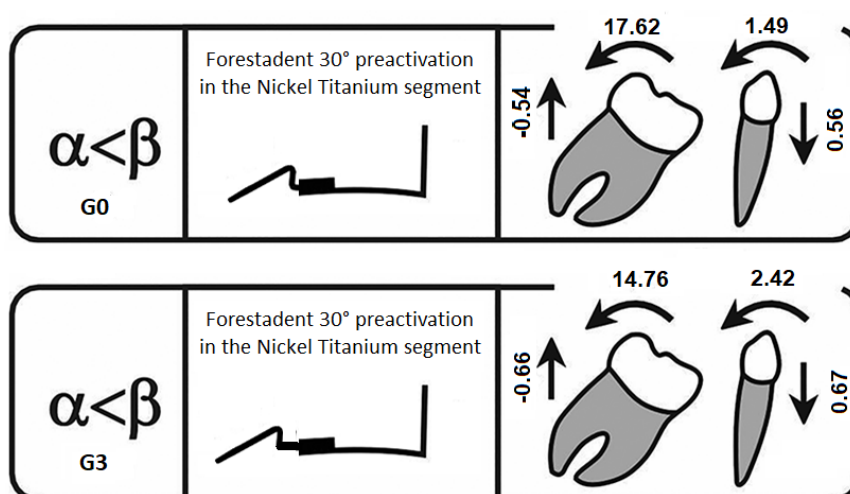 17.62
1.49
Forestadent 30° preactivation
in the Nickel Titanium segment
-0.54
0.56
α<β
G0
14.76
2.42
Forestadent 30° preactivation
in the Nickel Titanium segment
-0.66
0.67
α<β
G3